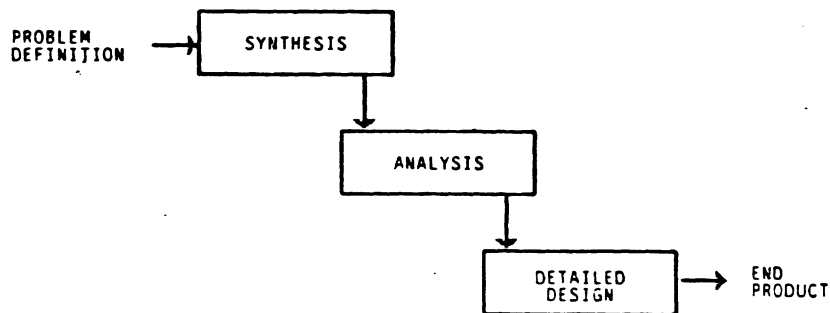 PROBLEM
DEFINITION
SYNTHESIS
ANALYSIS
DETAILED
DESIGN
END
PRODUCT